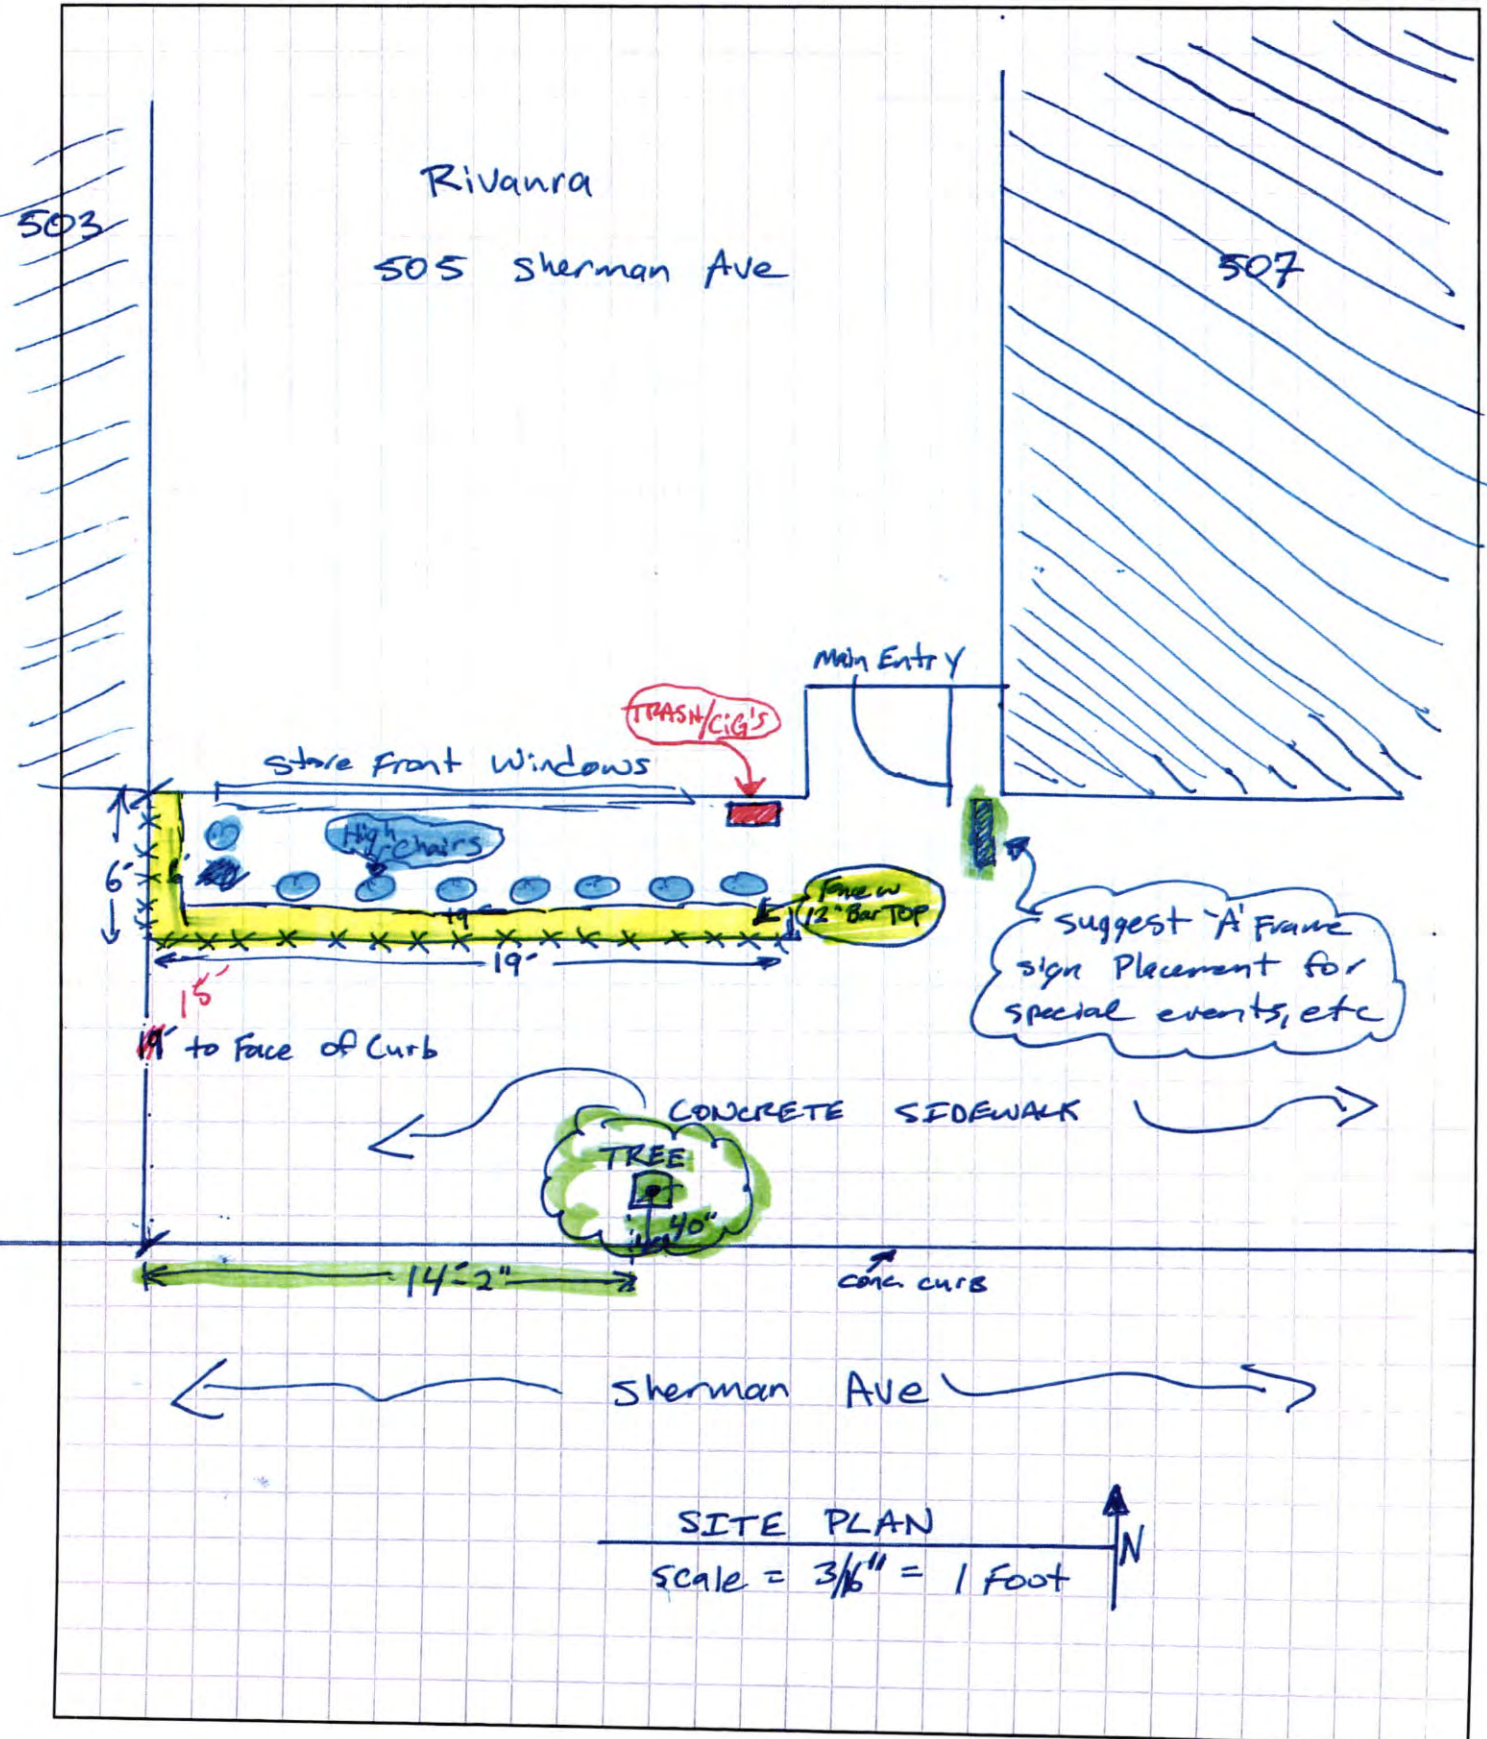 Rivanra
503
505 Sherman Ave
507
Main Entry
TRASH/CIG'S
Store Front Windows
High
Chairs
6'
6'
Fence w
12" Bar TOP
19'
19'
suggest 'A' Frame
sign Placement for
special events, etc
15'
19' to Face of Curb
CONCRETE SIDEWALK
TREE
40"
14'-2"
conc. curb
Sherman Ave
SITE PLAN
N
scale = 3/16" = 1 Foot